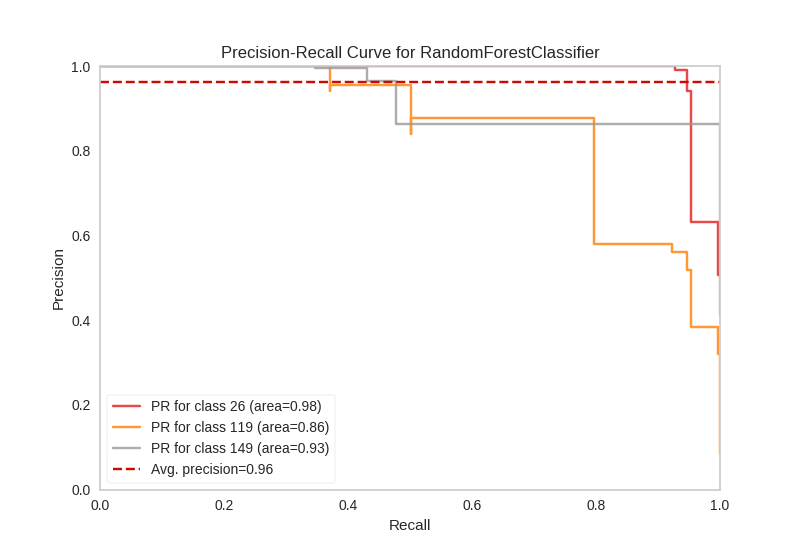 Precision-Recall Curve for RandomForestClassifier
1.0
0.8
0.6
0.4
0.2
0.0
Precision
PR for class 26 (area=0.98)
PR for class 119 (area=0.86)
PR for class 149 (area=0.93)
Avg. precision=0.96
0.0 0.2 0.4 0.6 0.8 1.0
Recall